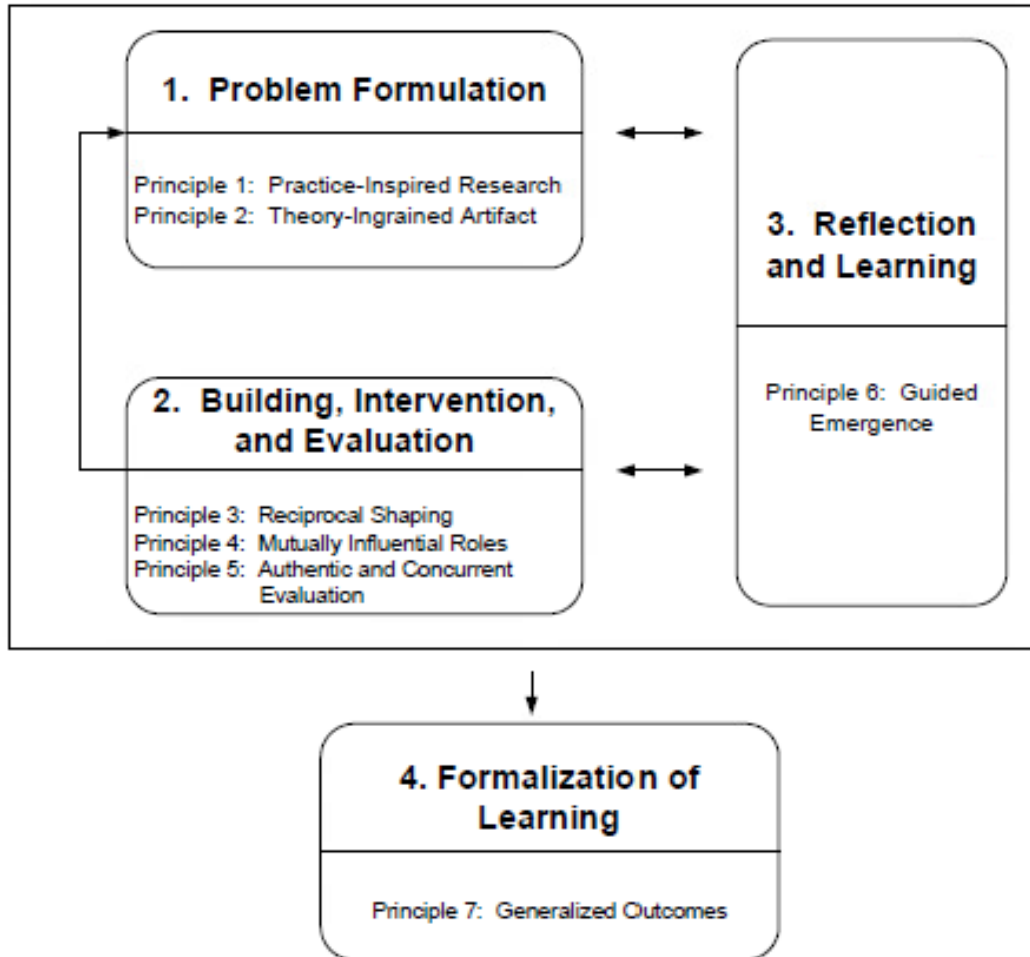 1. Problem Formulation
Principle 1: Practice-Inspired Research
Principle 2: Theory-Ingrained Artifact
2. Building, Intervention,
and Evaluation
Principle 3: Reciprocal Shaping
Principle 4: Mutually Influential Roles
Principle 5: Authentic and Concurrent
Evaluation
3. Reflection
and Learning
Principle 6: Guided
Emergence
4. Formalization of
Learning
Principle 7: Generalized Outcomes